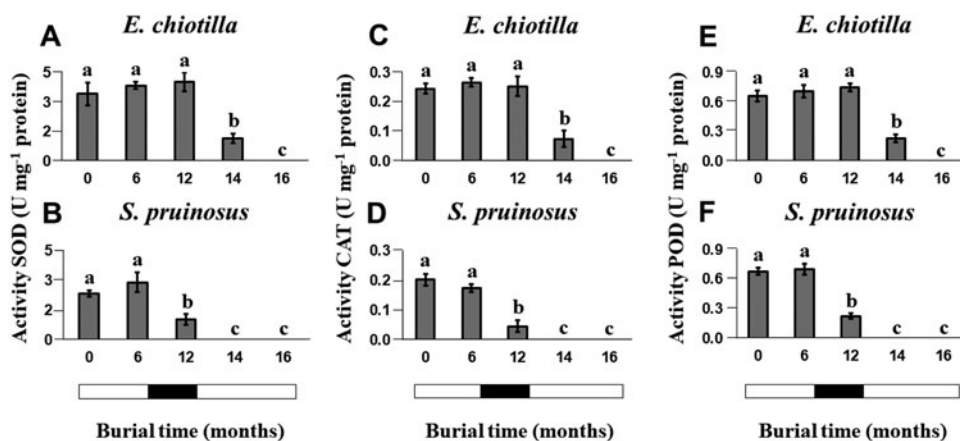 A E. chiotilla
Activity SOD (U mg⁻¹ protein)
5
3
2
0
a a a b c
0 6 12 14 16
B S. pruinosus
5
3
2
0
a a b c c
0 6 12 14 16
Burial time (months)
C E. chiotilla
Activity CAT (U mg⁻¹ protein)
0.3
0.2
0.1
0.0
a a a b c
0 6 12 14 16
D S. pruinosus
0.3
0.2
0.1
0.0
a a b c c
0 6 12 14 16
Burial time (months)
E E. chiotilla
Activity POD (U mg⁻¹ protein)
0.9
0.6
0.3
0.0
a a a b c
0 6 12 14 16
F S. pruinosus
0.9
0.6
0.3
0.0
a a b c c
0 6 12 14 16
Burial time (months)